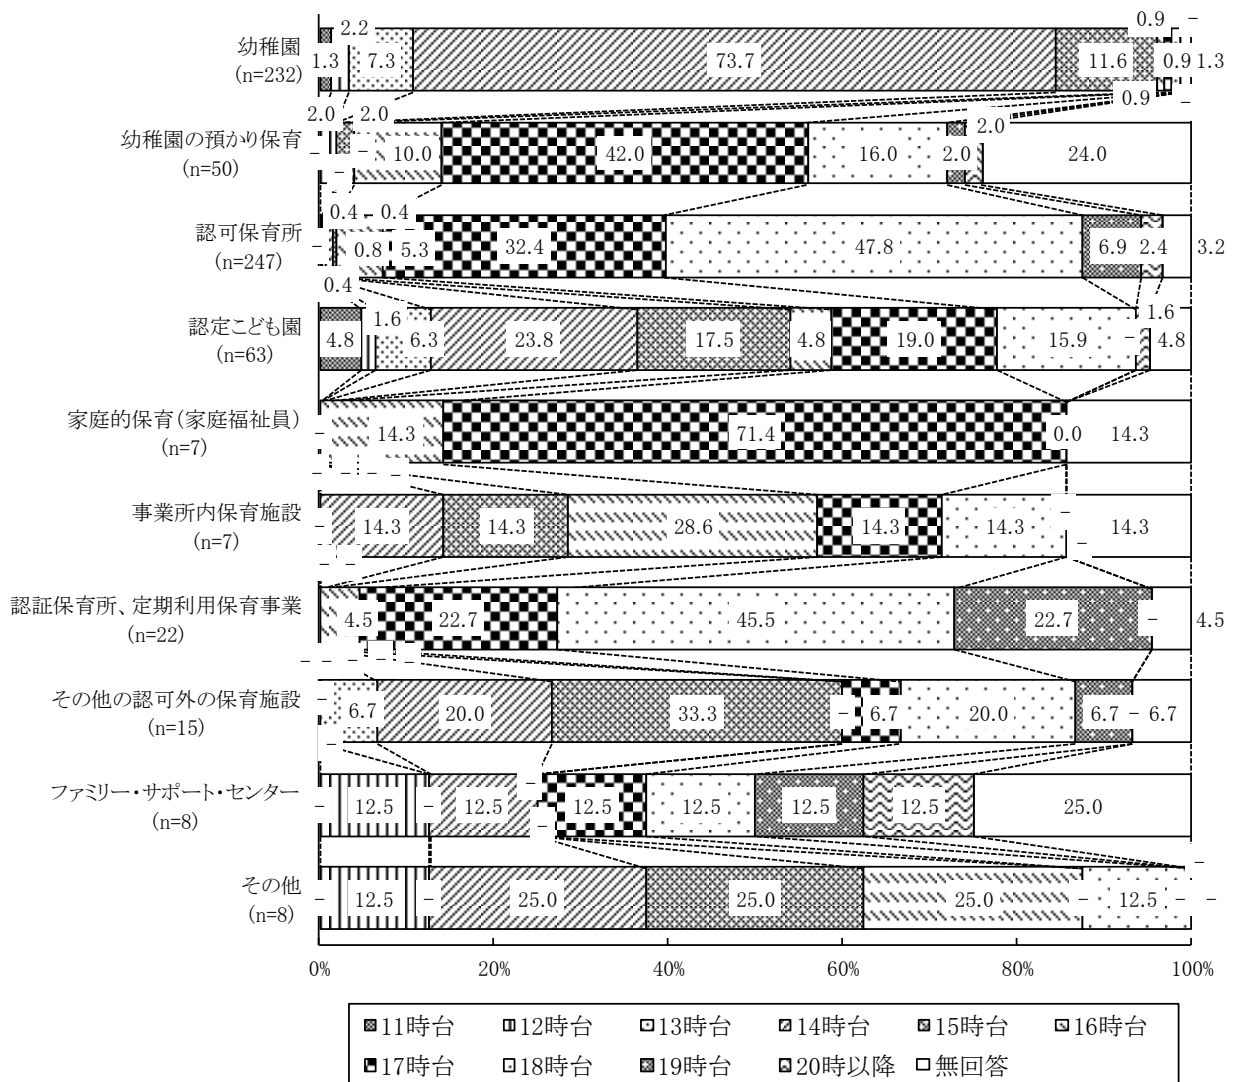 2.2 0.9 －
幼稚園 1.3 7.3 73.7 11.6 0.9 1.3
(n=232)
0.9 －
2.0 2.0 2.0
幼稚園の預かり保育 － － 10.0 42.0 16.0 2.0 24.0
(n=50) －
0.4 0.4
認可保育所 － 0.8 － 5.3 32.4 47.8 6.9 2.4 3.2
(n=247)
0.4
1.6 1.6
認定こども園 4.8 6.3 23.8 17.5 4.8 19.0 15.9 － 4.8
(n=63)
家庭的保育（家庭福祉員） － 14.3 71.4 0.0 14.3
(n=7)
－ － － －
事業所内保育施設 － 14.3 14.3 28.6 14.3 14.3 － 14.3
(n=7)
－ － －
認証保育所、定期利用保育事業 4.5 22.7 45.5 22.7 － 4.5
(n=22)
－ － － － －
その他の認可外の保育施設 － 6.7 20.0 33.3 － 6.7 20.0 6.7 － 6.7
(n=15)
－
ファミリー・サポート・センター － 12.5 － 12.5 － 12.5 12.5 12.5 12.5 25.0
(n=8) －
－
その他 － 12.5 － 25.0 25.0 25.0 12.5 － －
(n=8)
0% 20% 40% 60% 80% 100%
11時台 12時台 13時台 14時台 15時台 16時台
17時台 18時台 19時台 20時以降 無回答